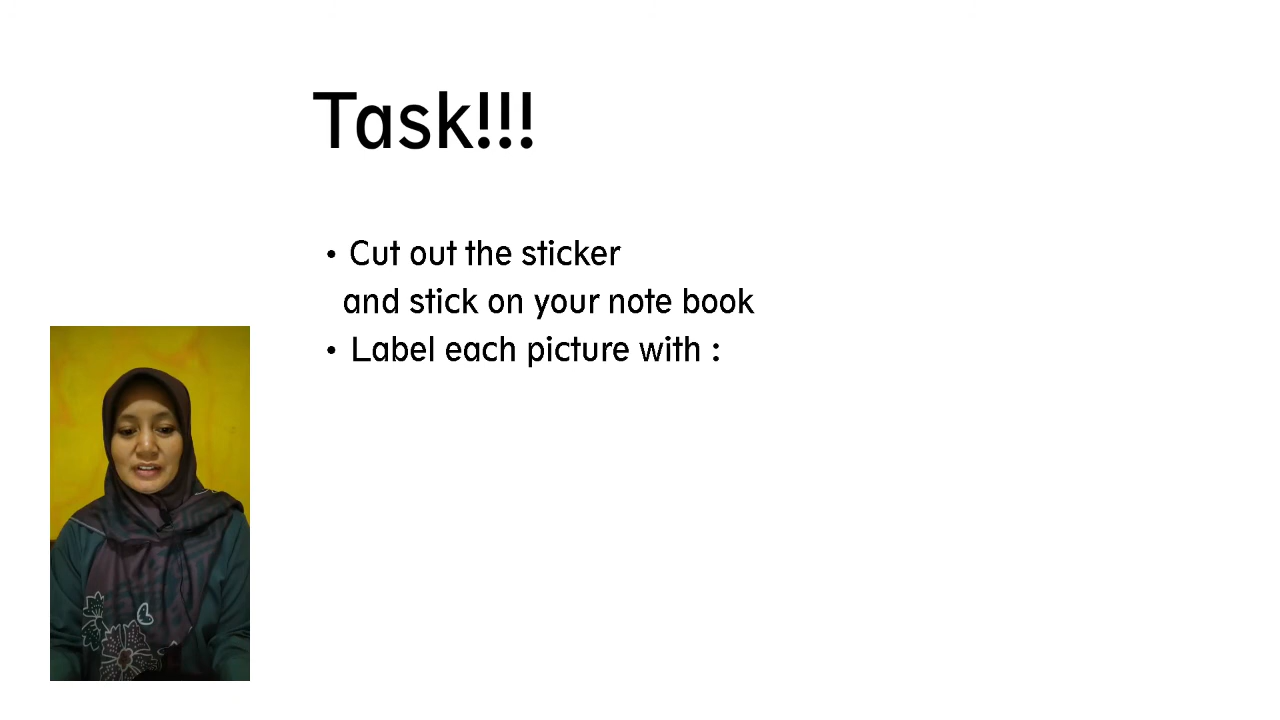 Task!!!
• Cut out the sticker
and stick on your note book
• Label each picture with :